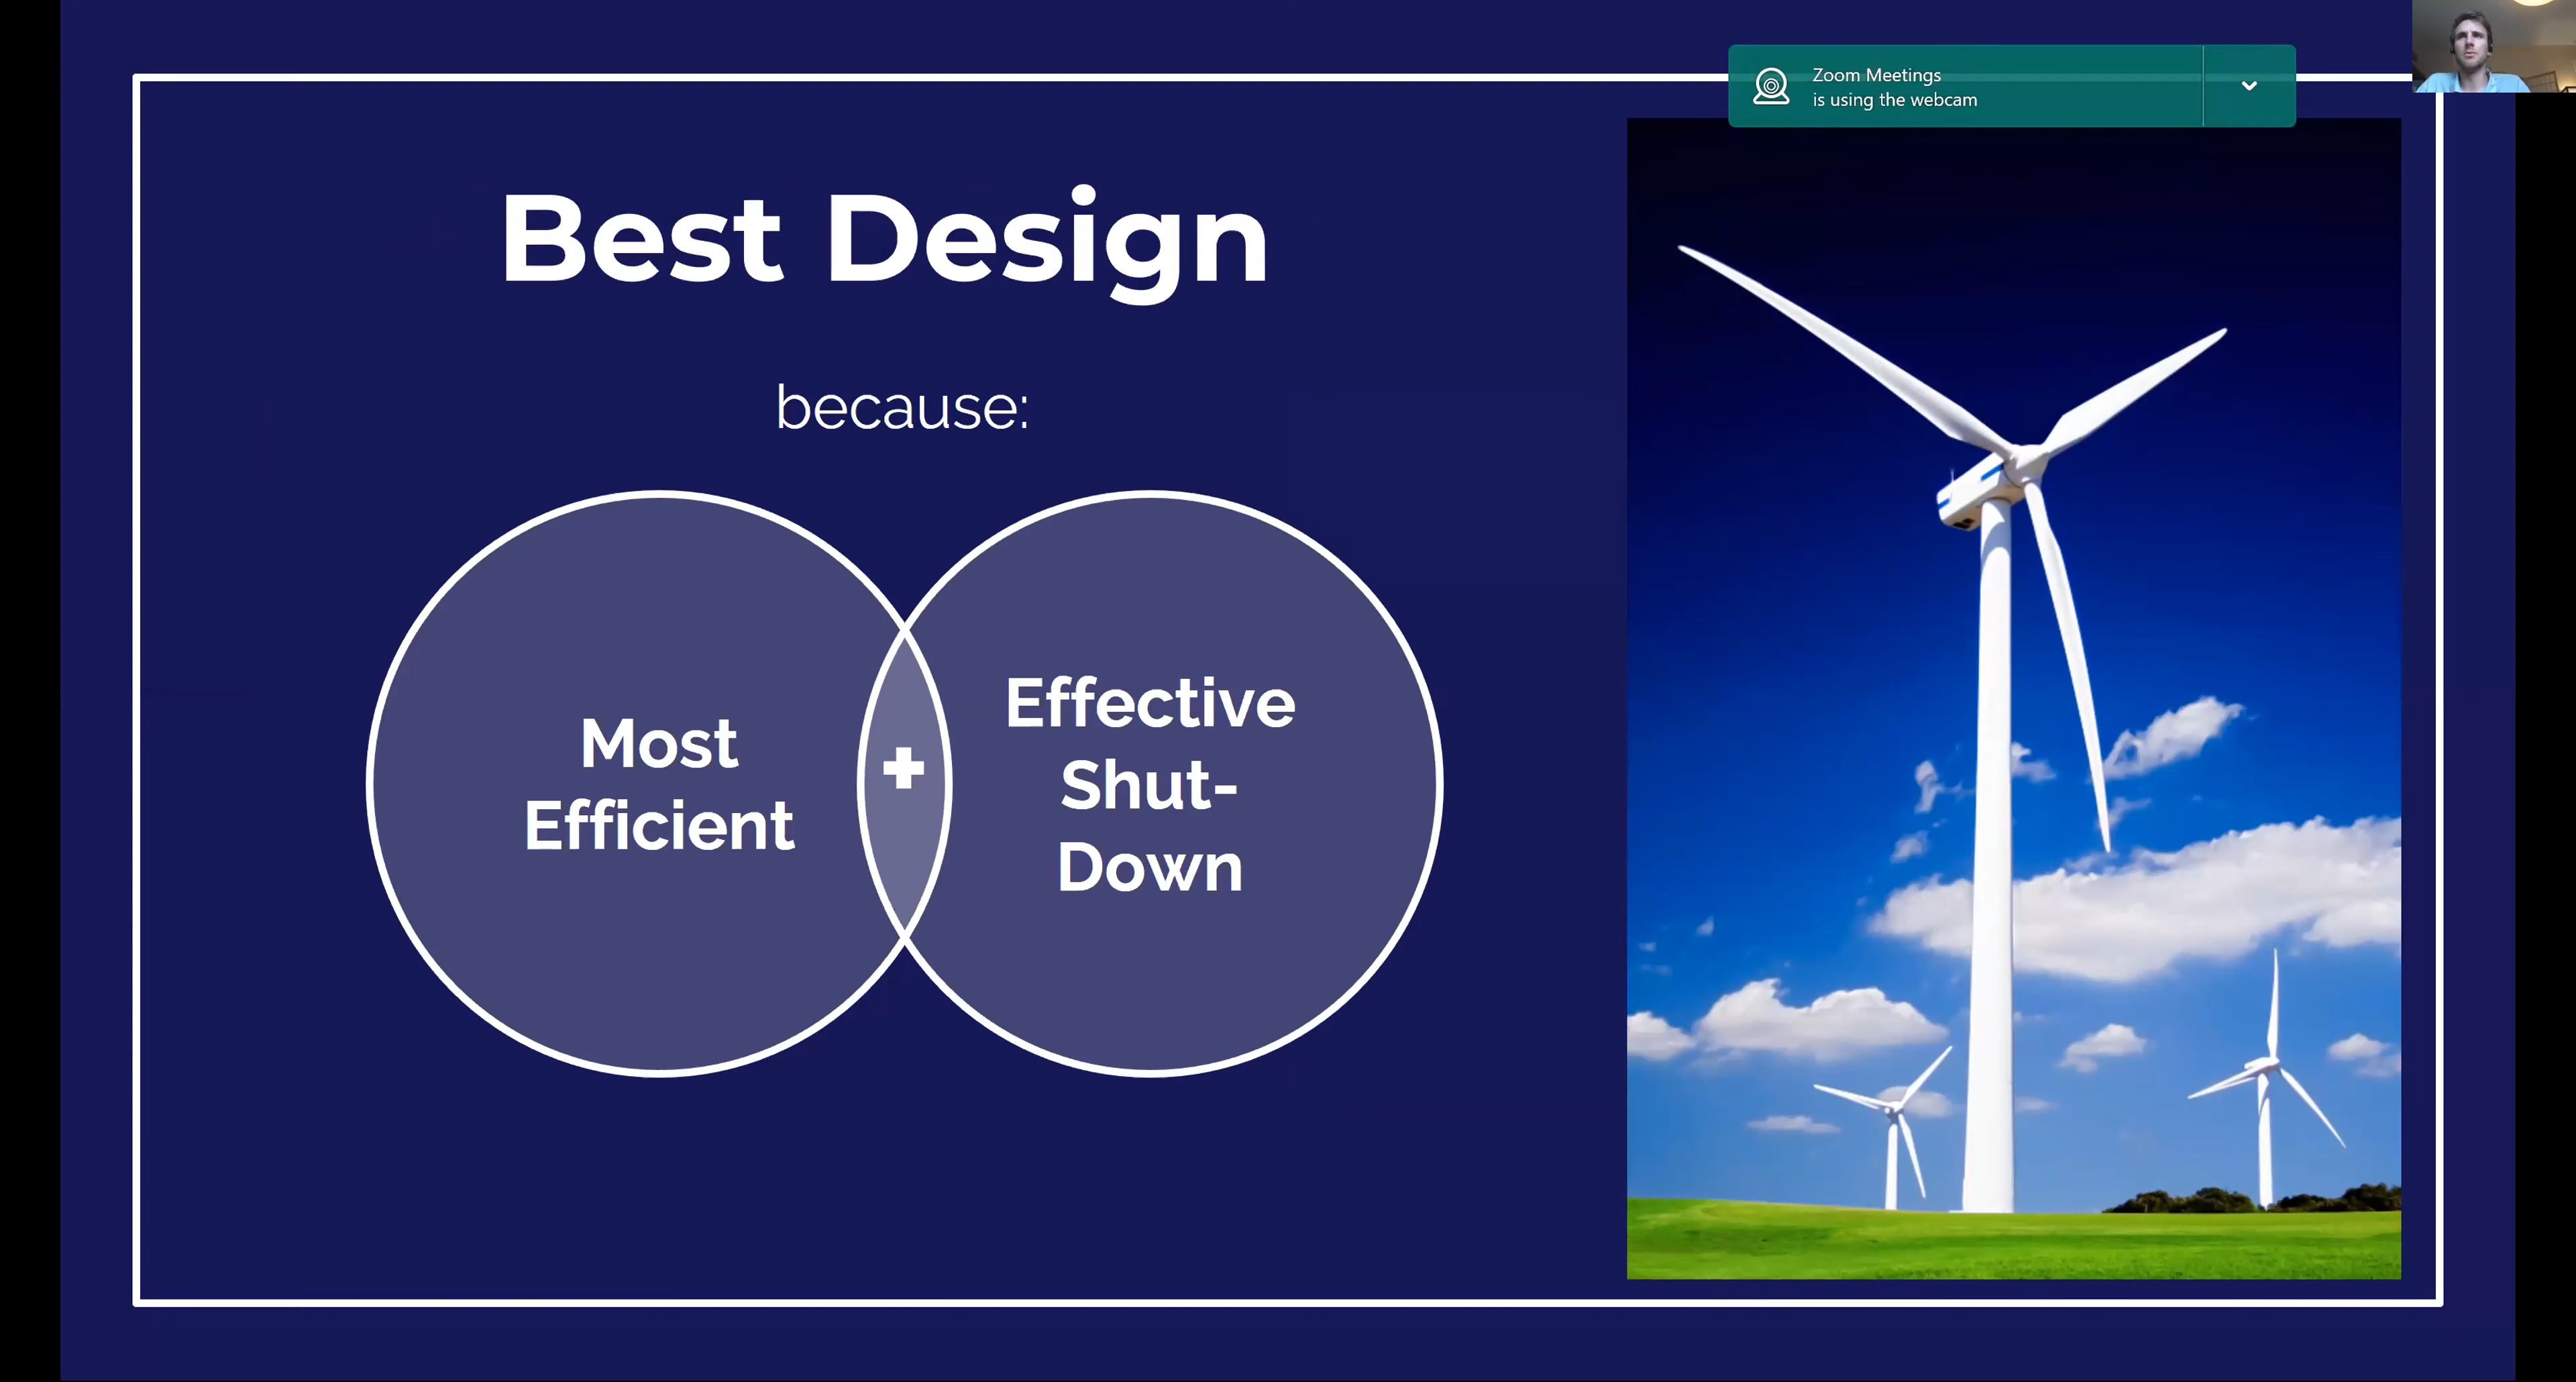 Zoom Meetings
is using the webcam
Best Design
because:
Most
Efficient
+
Effective
Shut-
Down